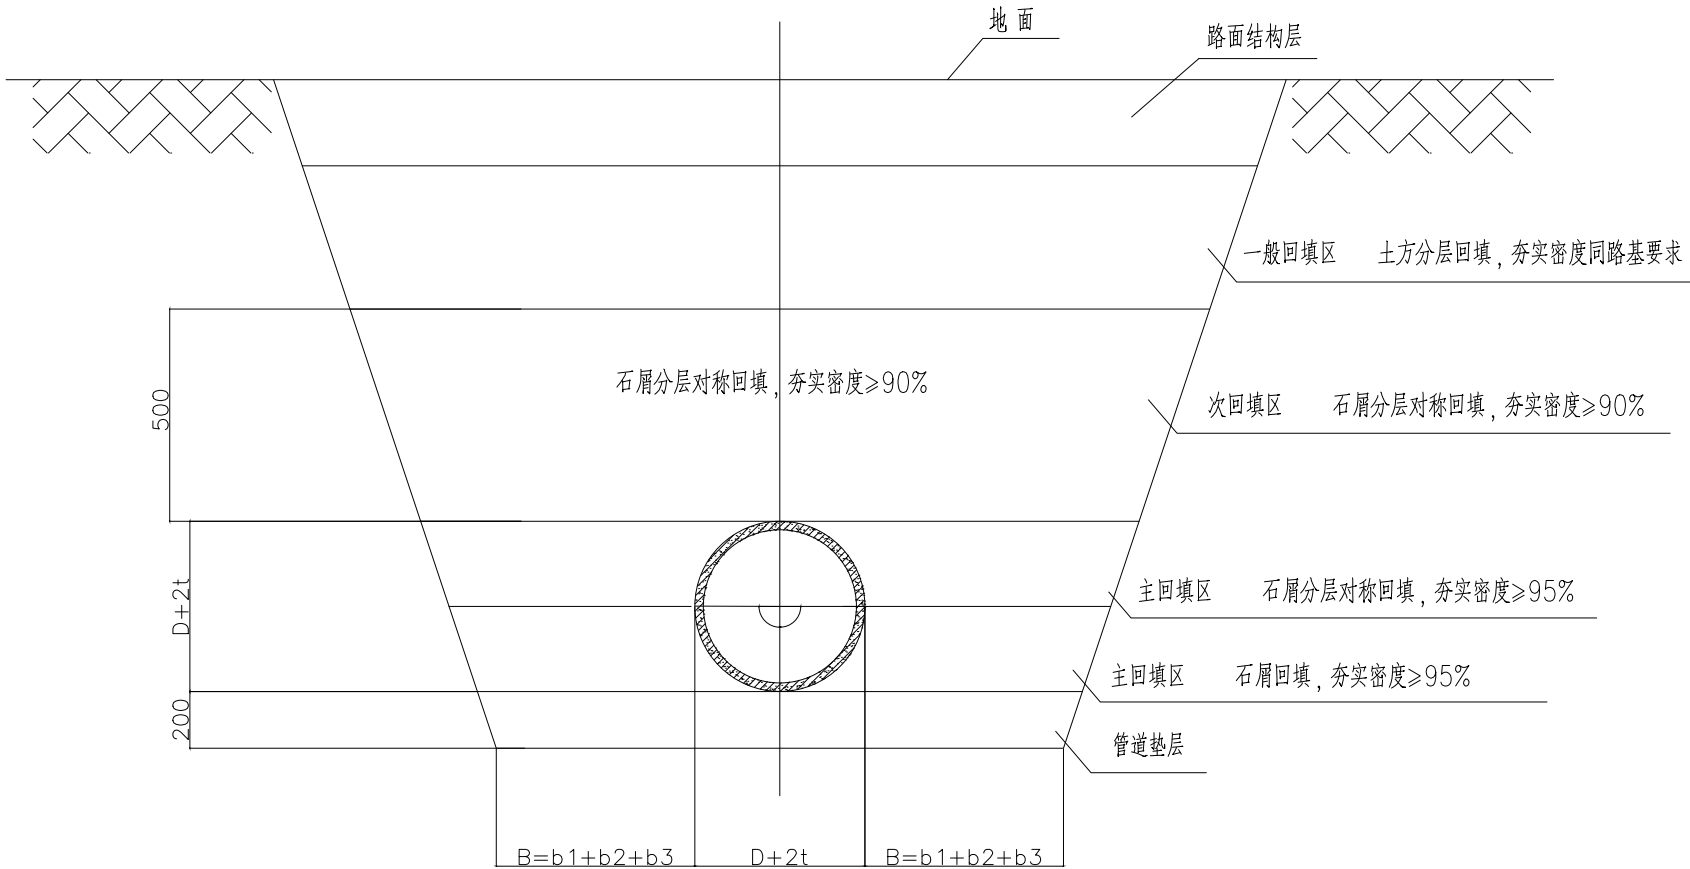 地 面
路面结构层
一般回填区 土方分层回填,夯实密度同路基要求
500
石屑分层对称回填,夯实密度≥90%
次回填区 石屑分层对称回填,夯实密度≥90%
D+2t
主回填区 石屑分层对称回填,夯实密度≥95%
主回填区 石屑回填,夯实密度≥95%
200
管道垫层
B=b1+b2+b3
D+2t
B=b1+b2+b3